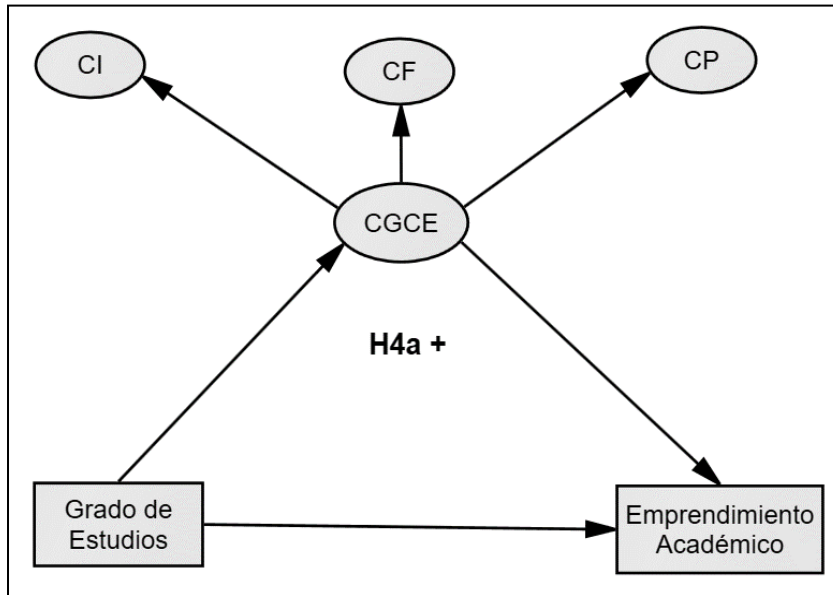 CI
CF
CP
CGCE
H4a +
Grado de
Estudios
Emprendimiento
Académico